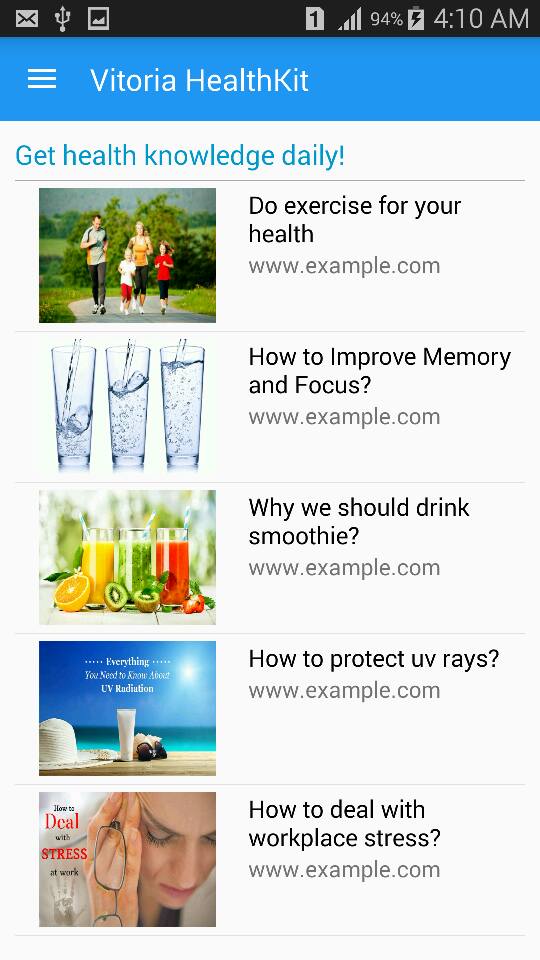 1 94% 4:10 AM
Vitoria HealthKit
Get health knowledge daily!
Do exercise for your
health
www.example.com
How to Improve Memory
and Focus?
www.example.com
Why we should drink
smoothie?
www.example.com
····· Everything ·····
You Need to Know About
UV Radiation
How to protect uv rays?
www.example.com
How to
Deal
with
STRESS
at work
How to deal with
workplace stress?
www.example.com